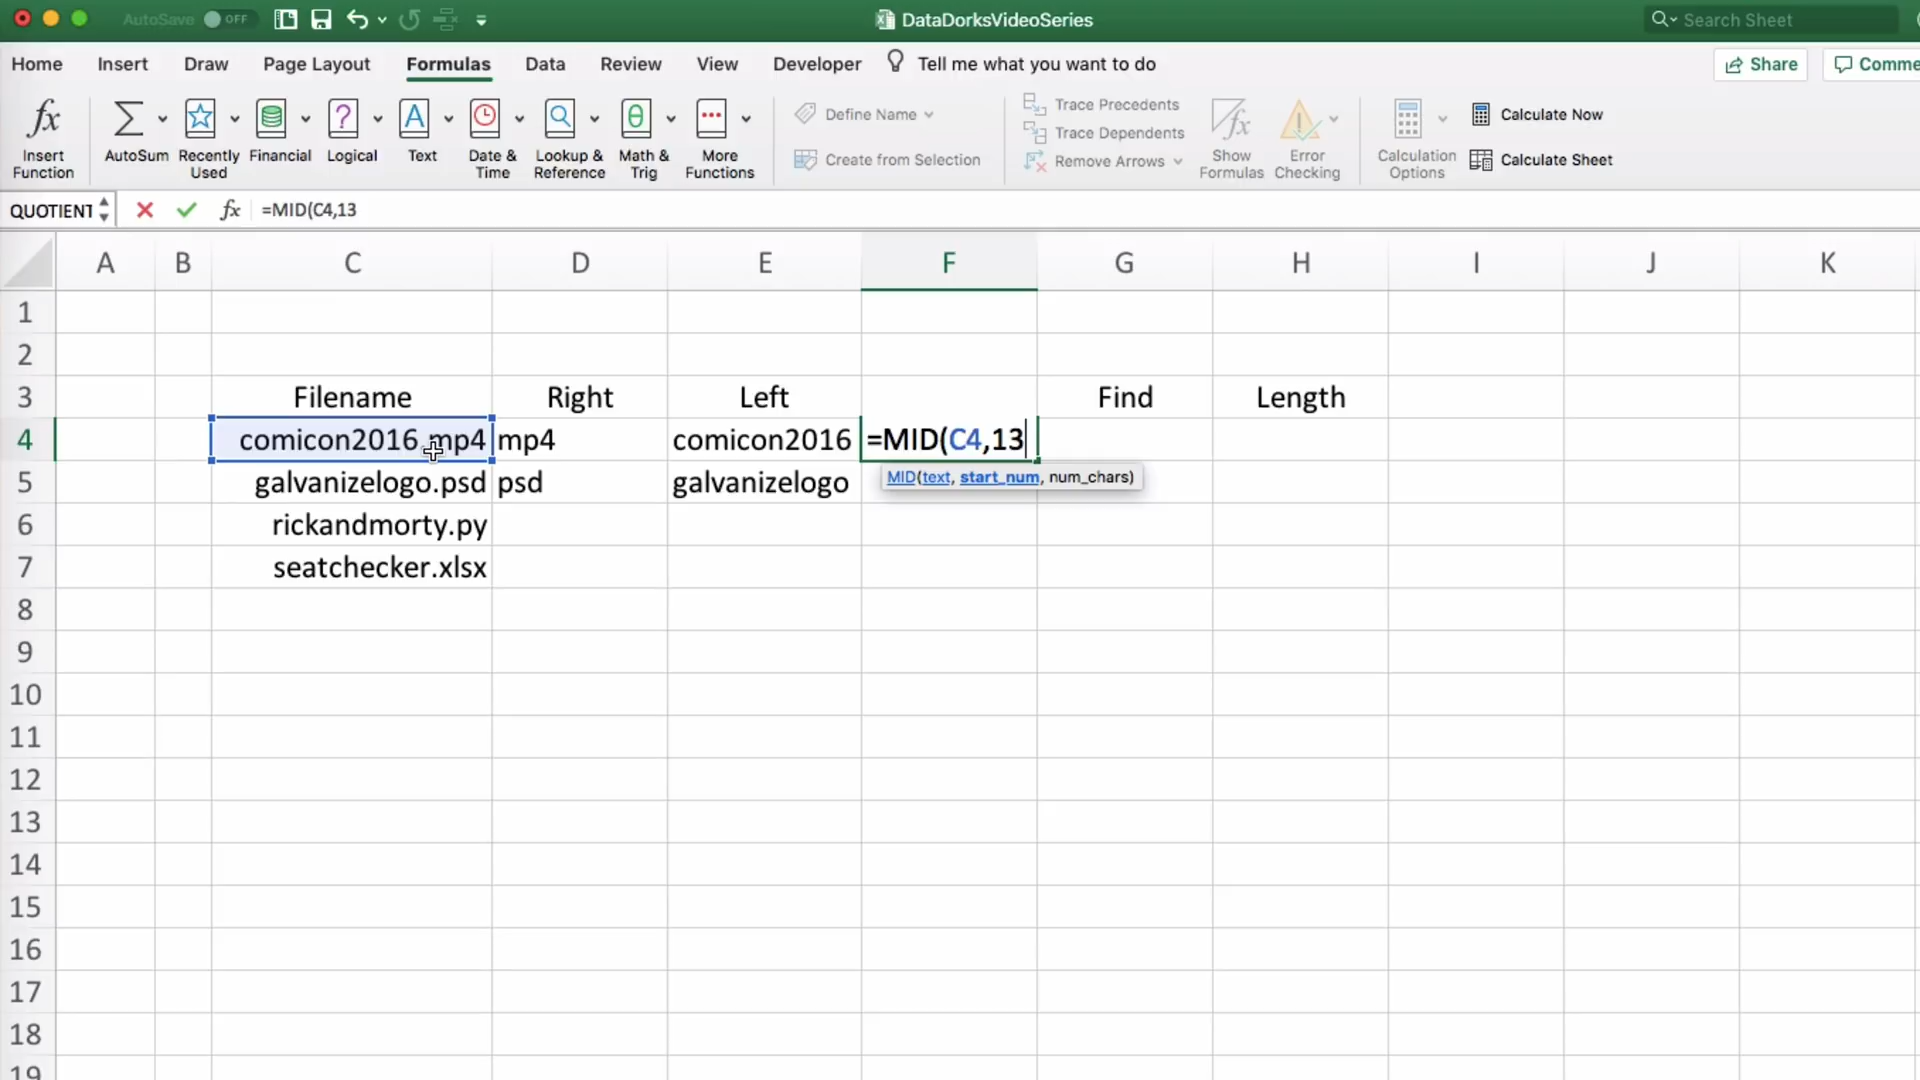 AutoSave OFF DataDorksVideoSeries Search Sheet
Home Insert Draw Page Layout Formulas Data Review View Developer Tell me what you want to do Share Comme
Insert Function AutoSum Recently Used Financial Logical Text Date & Time Lookup & Reference Math & Trig More Functions
Define Name
Create from Selection
Trace Precedents
Trace Dependents
Remove Arrows
Show Formulas Error Checking Calculation Options
Calculate Now
Calculate Sheet
QUOTIENT fx =MID(C4,13
A B C D E F G H I J K
1
2
3 Filename Right Left Find Length
4 comicon2016.mp4 mp4 comicon2016 =MID(C4,13
MID(text, start_num, num_chars)
5 galvanizelogo.psd psd galvanizelogo
6 rickandmorty.py
7 seatchecker.xlsx
8
9
10
11
12
13
14
15
16
17
18
19